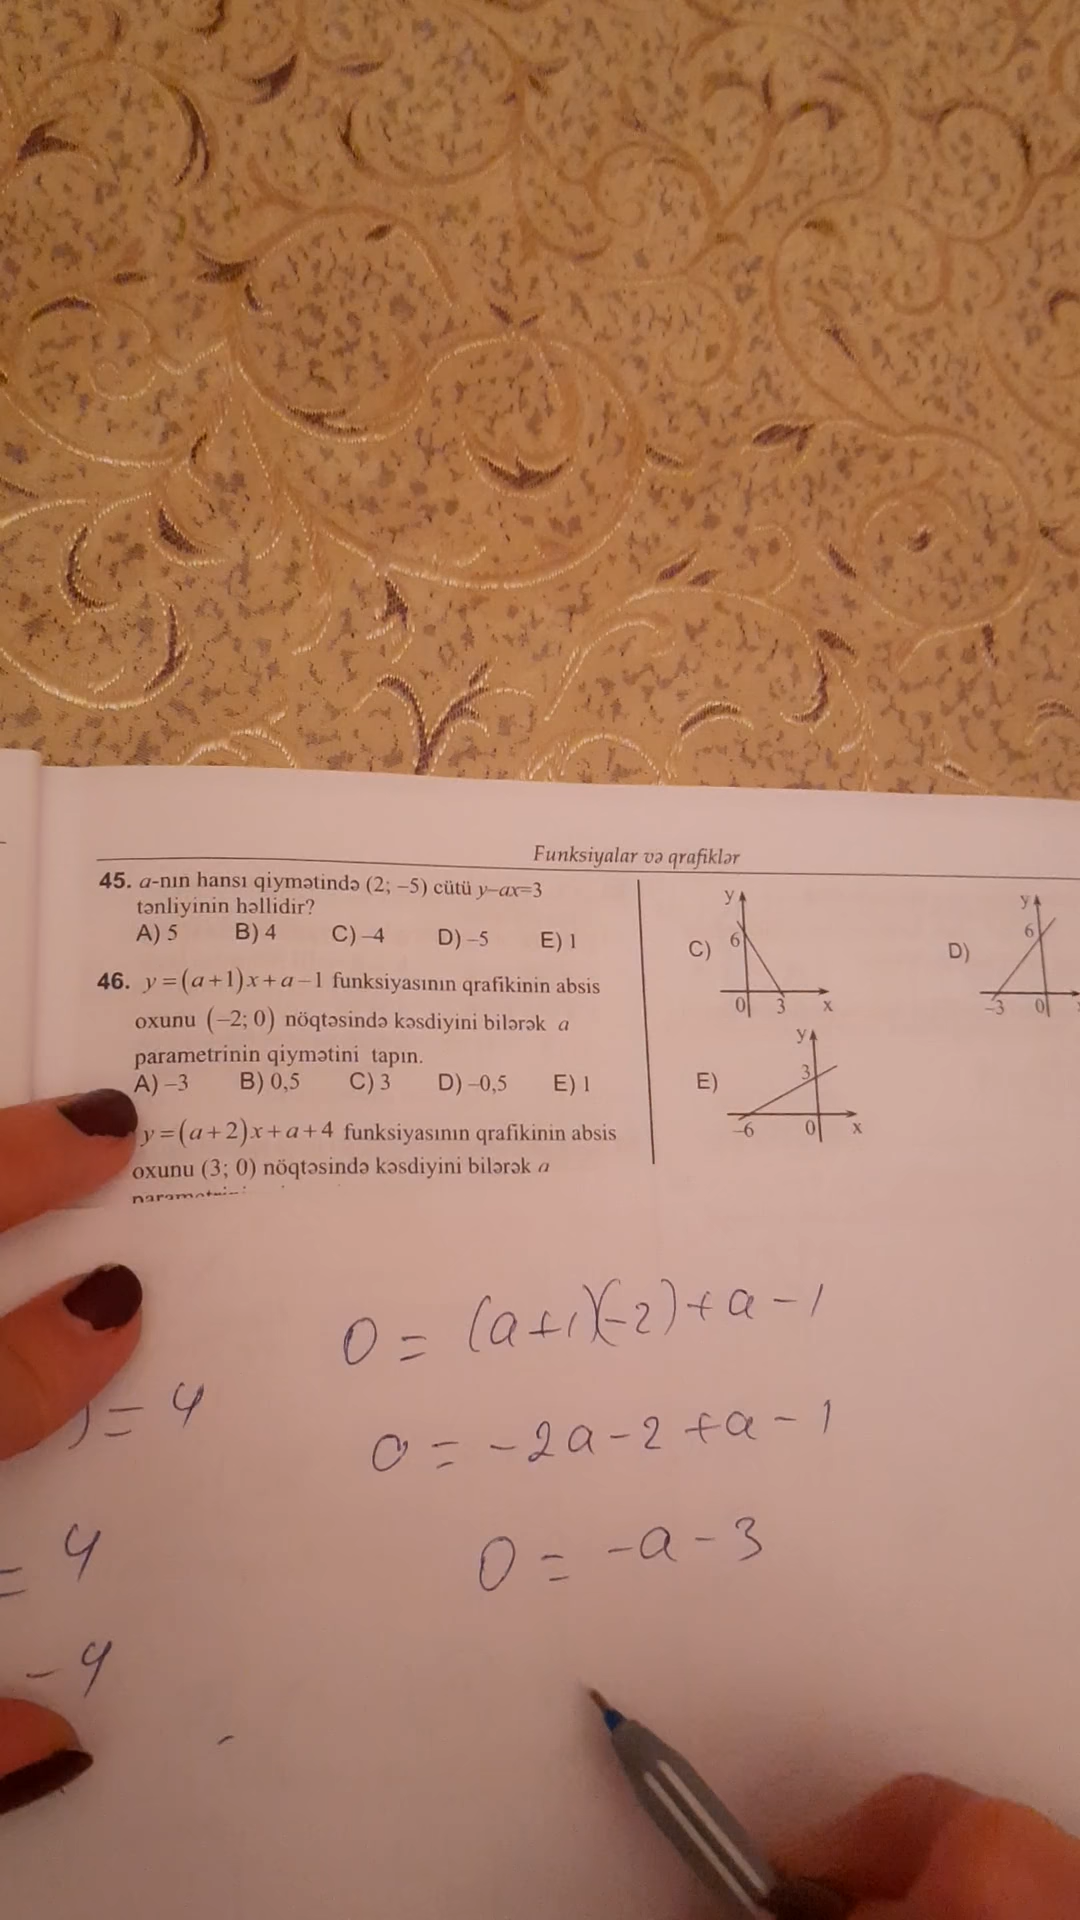 Funksiyalar və qrafiklər
45. a-nın hansı qiymətində (2; –5) cütü y–ax=3
tənliyinin həllidir?
A) 5 B) 4 C) –4 D) –5 E) 1
46. y=(a+1)x+a–1 funksiyasının qrafikinin absis
oxunu (–2; 0) nöqtəsində kəsdiyini bilərək a
parametrinin qiymətini tapın.
A) –3 B) 0,5 C) 3 D) –0,5 E) 1
y=(a+2)x+a+4 funksiyasının qrafikinin absis
oxunu (3; 0) nöqtəsində kəsdiyini bilərək a
C) y 6 0 3 x
D) y 6 –3 0
E) y 3 –6 0 x
0 = (a+1)(-2)+a-1
0 = -2a-2+a-1
0 = -a-3
)= 4
= 4
-4